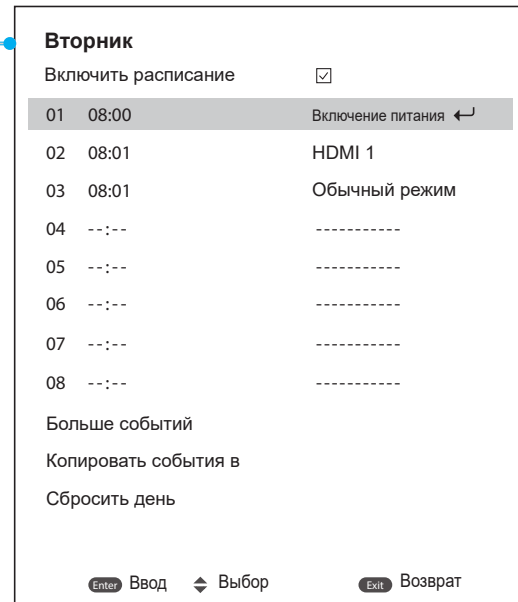 Вторник
Включить расписание ☑
01 08:00 Включение питания
02 08:01 HDMI 1
03 08:01 Обычный режим
04 --:-- -----------
05 --:-- -----------
06 --:-- -----------
07 --:-- -----------
08 --:-- -----------
Больше событий
Копировать события в
Сбросить день
Enter Ввод Выбор Exit Возврат